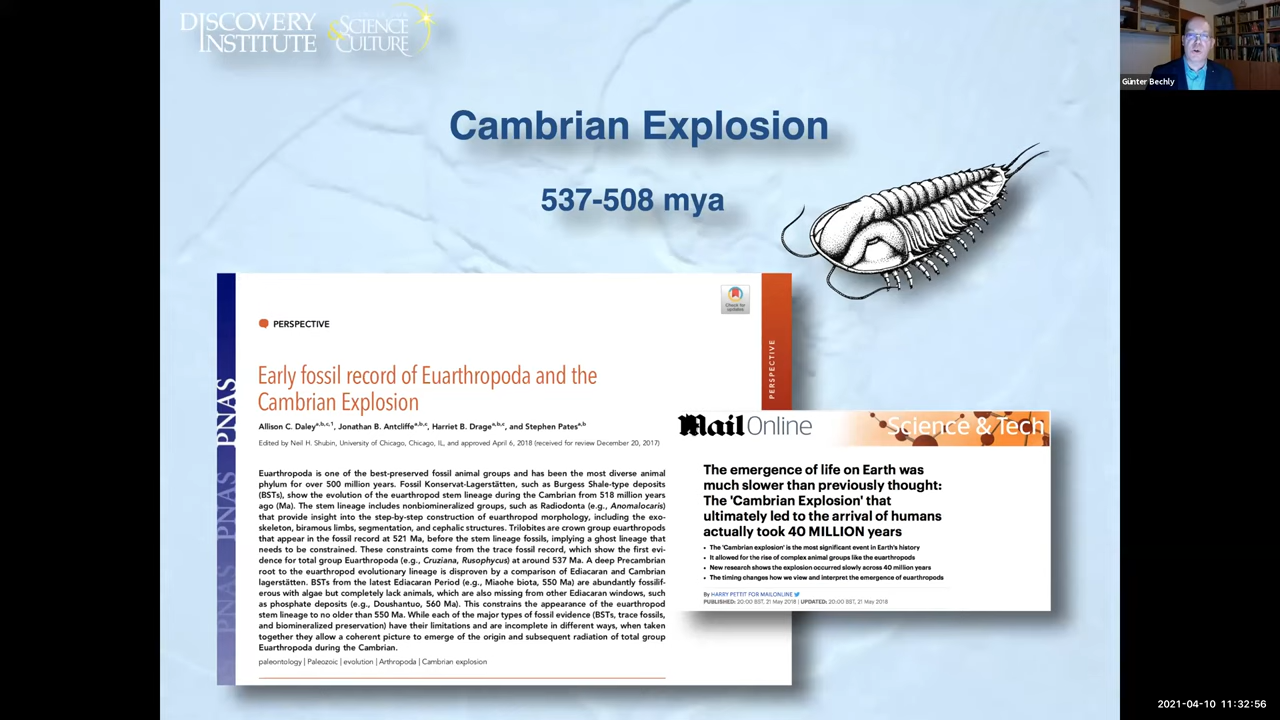 DISCOVERY
INSTITUTE
SCIENCE
& CULTURE
Günter Bechly
Cambrian Explosion
537-508 mya
Check for
updates
PERSPECTIVE
PERSPECTIVE
Early fossil record of Euarthropoda and the
Cambrian Explosion
Allison C. Daleya,b,c,1, Jonathan B. Antcliffea,b,c, Harriet B. Dragea,b,c, and Stephen Patesa,b
Edited by Neil H. Shubin, University of Chicago, Chicago, IL, and approved April 6, 2018 (received for review December 20, 2017)
Euarthropoda is one of the best-preserved fossil animal groups and has been the most diverse animal
phylum for over 500 million years. Fossil Konservat-Lagerstätten, such as Burgess Shale-type deposits
(BSTs), show the evolution of the euarthropod stem lineage during the Cambrian from 518 million years
ago (Ma). The stem lineage includes nonbiomineralized groups, such as Radiodonta (e.g., Anomalocaris)
that provide insight into the step-by-step construction of euarthropod morphology, including the exo-
skeleton, biramous limbs, segmentation, and cephalic structures. Trilobites are crown group euarthropods
that appear in the fossil record at 521 Ma, before the stem lineage fossils, implying a ghost lineage that
needs to be constrained. These constraints come from the trace fossil record, which show the first evi-
dence for total group Euarthropoda (e.g., Cruziana, Rusophycus) at around 537 Ma. A deep Precambrian
root to the euarthropod evolutionary lineage is disproven by a comparison of Ediacaran and Cambrian
lagerstätten. BSTs from the latest Ediacaran Period (e.g., Miaohe biota, 550 Ma) are abundantly fossilif-
erous with algae but completely lack animals, which are also missing from other Ediacaran windows, such
as phosphate deposits (e.g., Doushantuo, 560 Ma). This constrains the appearance of the euarthropod
stem lineage to no older than 550 Ma. While each of the major types of evidence (BSTs, trace fossils,
and biomineralized preservation) have their limitations and are incomplete in different ways, when taken
together they allow a coherent picture to emerge of the origin and subsequent radiation of total group
Euarthropoda during the Cambrian.
paleontology | Paleozoic | evolution | Arthropoda | Cambrian explosion
PNAS PNAS PNAS
Mail Online
Science & Tech
The emergence of life on Earth was
much slower than previously thought:
The 'Cambrian Explosion' that
ultimately led to the arrival of humans
actually took 40 MILLION years
• The 'Cambrian explosion' is the most significant event in Earth's history
• It allowed for the rise of complex animal groups like the euarthropods
• New research shows the explosion occurred slowly across 40 million years
• The timing changes how we view and interpret the emergence of euarthropods
By HARRY PETTIT FOR MAILONLINE
PUBLISHED: 20:00 BST, 21 May 2018 | UPDATED: 20:00 BST, 21 May 2018
2021-04-10 11:32:56